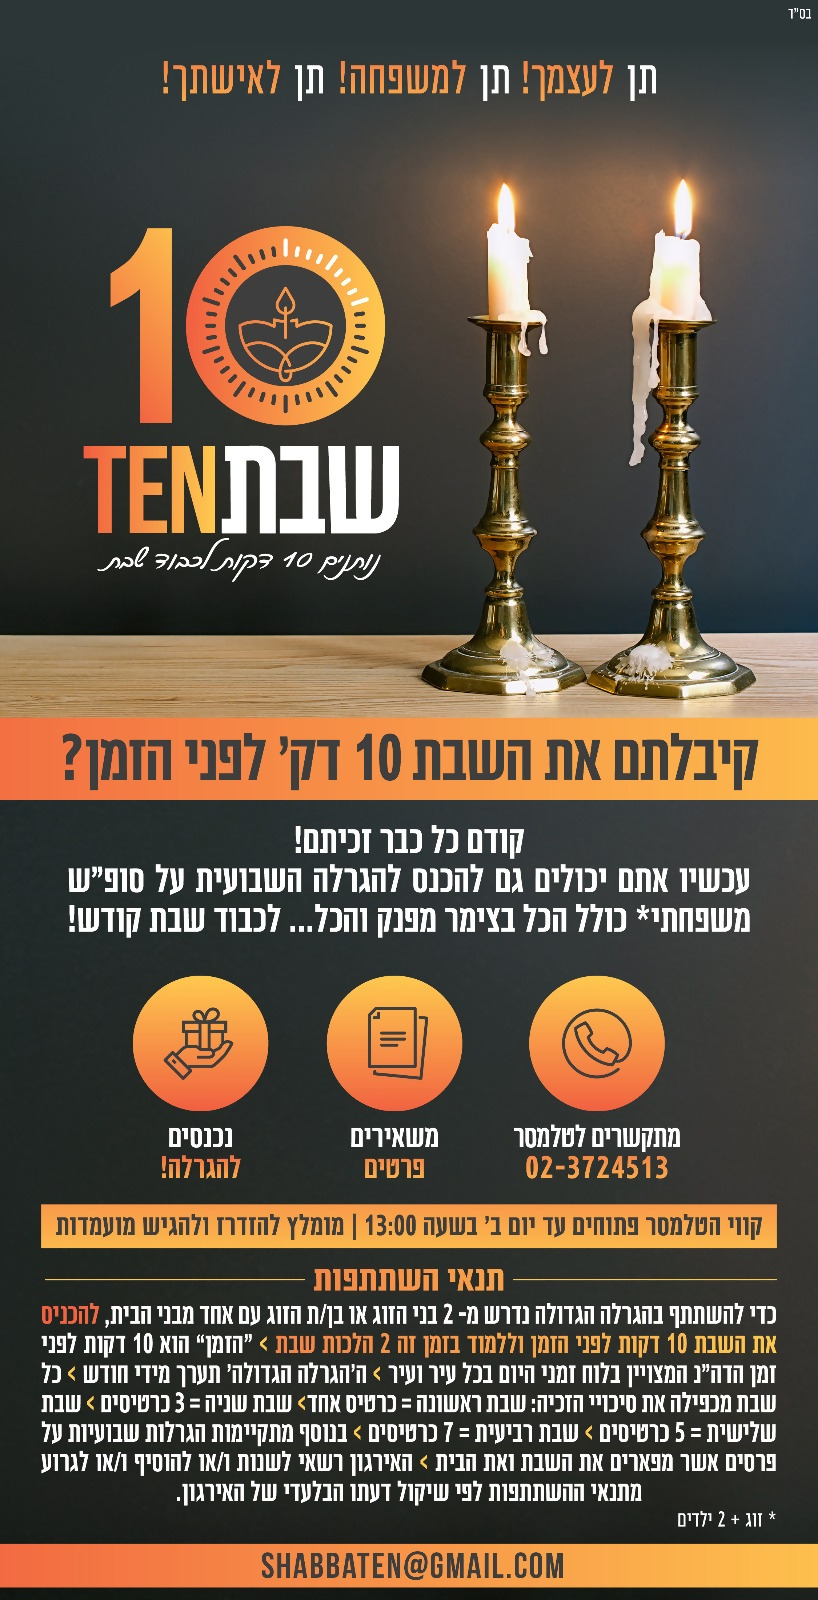 בס"ד
תן לעצמך! תן למשפחה! תן לאישתך!
10
שבתTEN
נותנים 10 דקות לכבוד שבת
קיבלתם את השבת 10 דק' לפני הזמן?
קודם כל כבר זכיתם!
עכשיו אתם יכולים גם להכנס להגרלה השבועית על סופ"ש
משפחתי* כולל הכל בצימר מפנק והכל... לכבוד שבת קודש!
מתקשרים לטלמסר
02-3724513
משאירים
פרטים
נכנסים
להגרלה!
קווי הטלמסר פתוחים עד יום ב' בשעה 13:00 | מומלץ להזדרז ולהגיש מועמדות
תנאי השתתפות
כדי להשתתף בהגרלה הגדולה נדרש מ- 2 בני הזוג או בן/ת הזוג עם אחד מבני הבית, להכניס
את השבת 10 דקות לפני הזמן וללמוד בזמן זה 2 הלכות שבת > "הזמן" הוא 10 דקות לפני
זמן הדה"נ המצויין בלוח זמני היום בכל עיר ועיר > ה'הגרלה הגדולה' תערך מידי חודש > כל
שבת מכפילה את סיכויי הזכיה: שבת ראשונה = כרטיס אחד> שבת שניה = 3 כרטיסים > שבת
שלישית = 5 כרטיסים > שבת רביעית = 7 כרטיסים > בנוסף מתקיימות הגרלות שבועיות על
פרסים אשר מפארים את השבת ואת הבית > האירגון רשאי לשנות ו/או להוסיף ו/או לגרוע
מתנאי ההשתתפות לפי שיקול דעתו הבלעדי של האירגון.
* זוג + 2 ילדים
SHABBATEN@GMAIL.COM